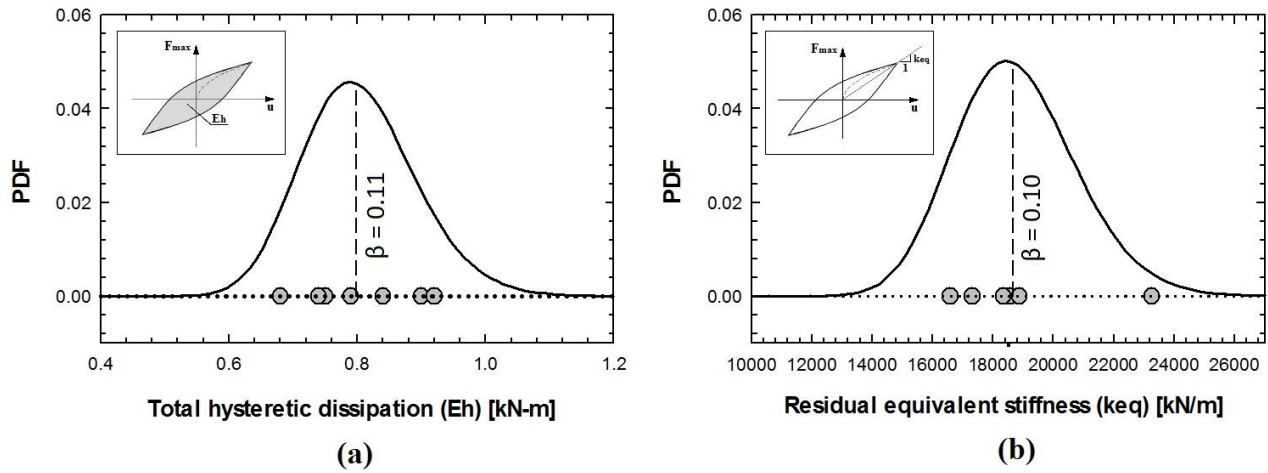 0.06
0.04
0.02
0.00
PDF
Fmax
u
Eh
β = 0.11
0.4 0.6 0.8 1.0 1.2
Total hysteretic dissipation (Eh) [kN-m]
(a)
0.06
0.04
0.02
0.00
PDF
Fmax
keq
1
u
β = 0.10
10000 12000 14000 16000 18000 20000 22000 24000 26000
Residual equivalent stiffness (keq) [kN/m]
(b)